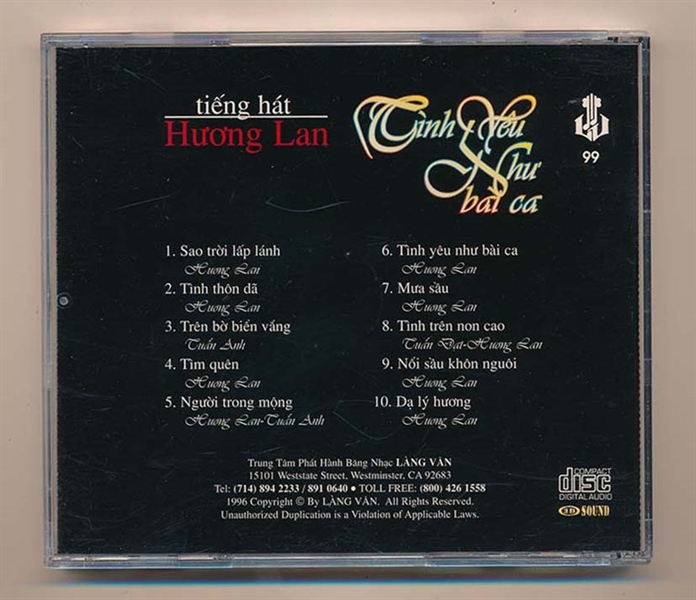 tiếng hát
Hương Lan
Tình Yêu
Như
bài ca
99
1. Sao trời lấp lánh
Hương Lan
2. Tình thôn dã
Hương Lan
3. Trên bờ biển vắng
Tuấn Anh
4. Tìm quên
Hương Lan
5. Người trong mộng
Hương Lan-Tuấn Anh
6. Tình yêu như bài ca
Hương Lan
7. Mưa sầu
Hương Lan
8. Tình trên non cao
Tuấn Đạt-Hương Lan
9. Nỗi sầu khôn nguôi
Hương Lan
10. Dạ lý hương
Hương Lan
Trung Tâm Phát Hành Băng Nhạc LÀNG VĂN
15101 Weststate Street, Westminster, CA 92683
Tel: (714) 894 2233 / 891 0640 • TOLL FREE: (800) 426 1558
1996 Copyright © By LÀNG VĂN. All Rights Reserved.
Unauthorized Duplication is a Violation of Applicable Laws.
COMPACT
disc
DIGITAL AUDIO
3D SOUND